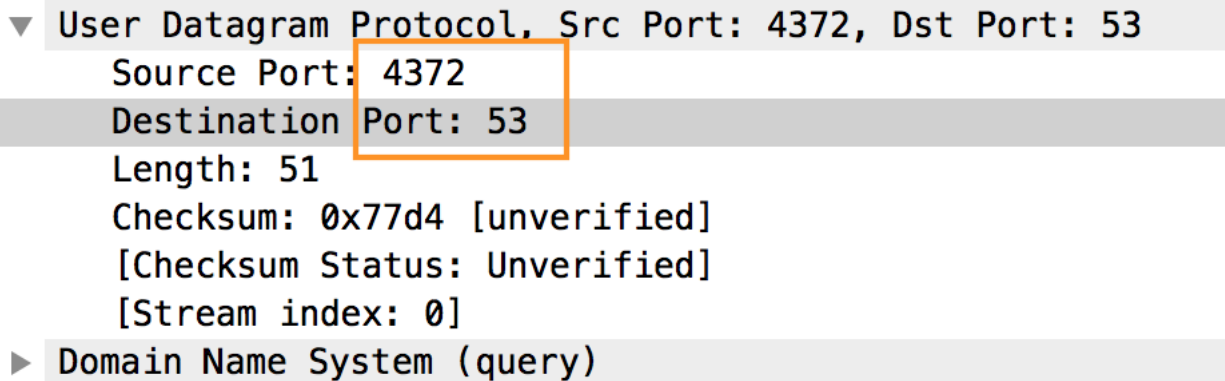 User Datagram Protocol, Src Port: 4372, Dst Port: 53
Source Port: 4372
Destination Port: 53
Length: 51
Checksum: 0x77d4 [unverified]
[Checksum Status: Unverified]
[Stream index: 0]
Domain Name System (query)